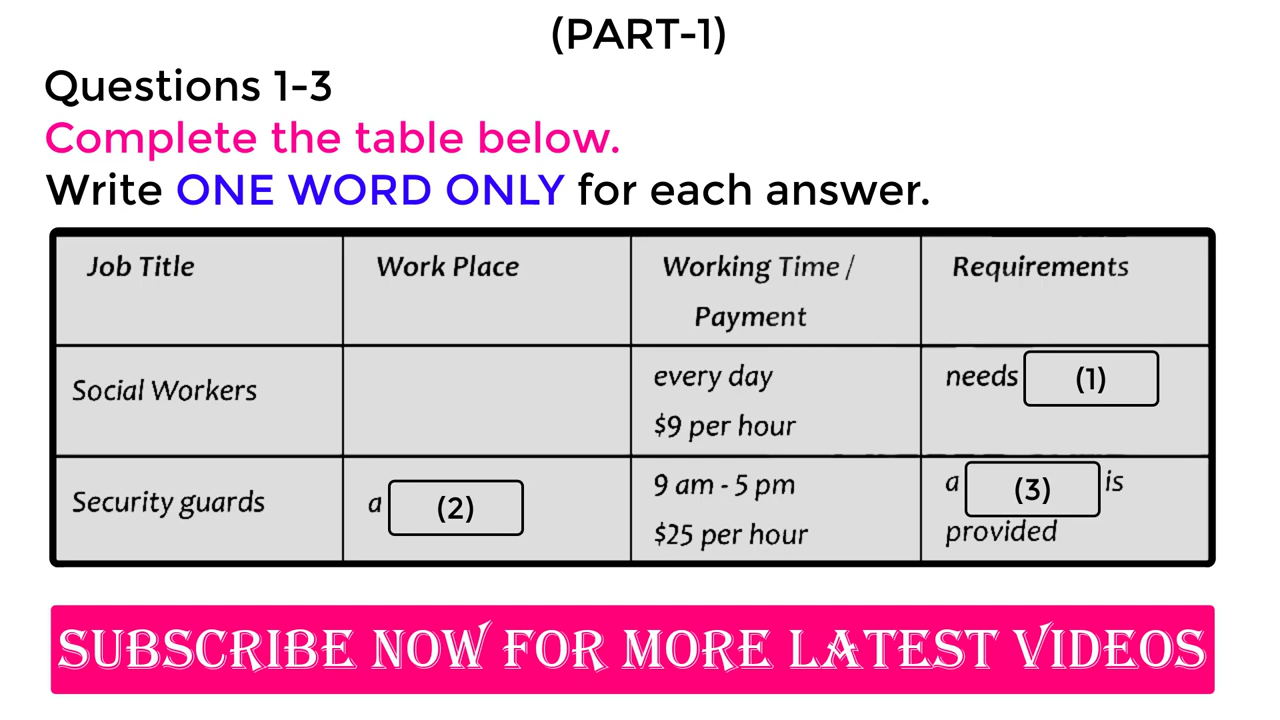 (PART-1)
Questions 1-3
Complete the table below.
Write ONE WORD ONLY for each answer.
Job Title
Work Place
Working Time /
Payment
Requirements
Social Workers
every day
$9 per hour
needs (1)
Security guards
a (2)
9 am - 5 pm
$25 per hour
a (3) is
provided
SUBSCRIBE NOW FOR MORE LATEST VIDEOS